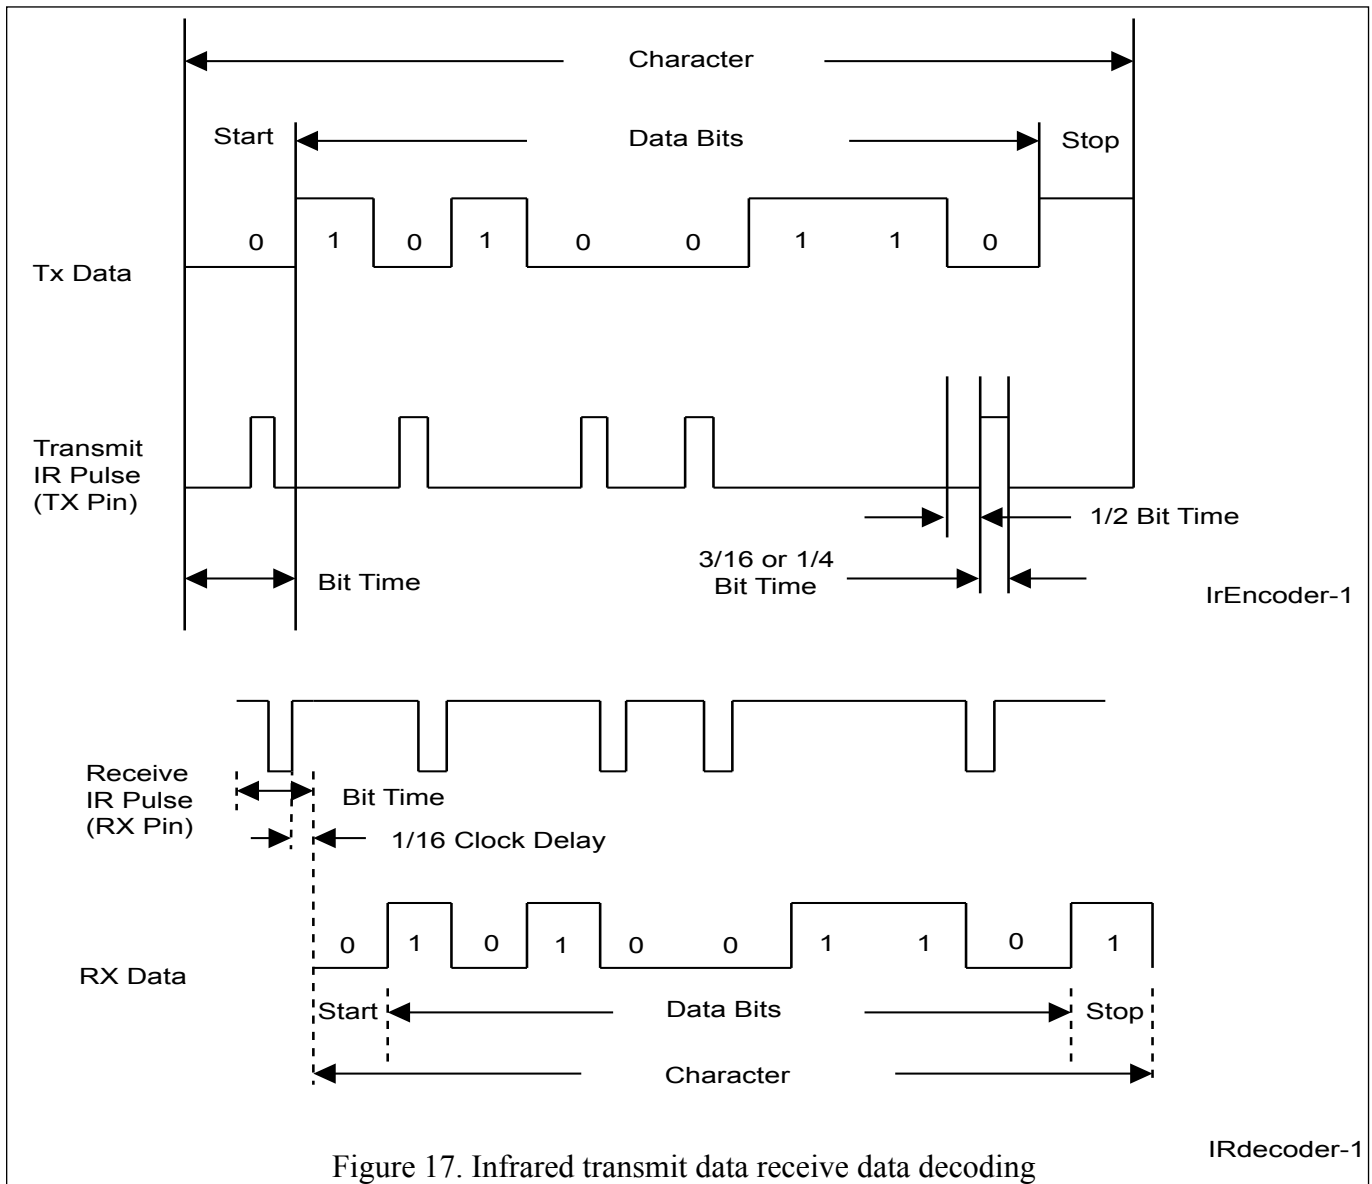 Character
Start
Data Bits
Stop
0 1 0 1 0 0 1 1 0
Tx Data
Transmit
IR Pulse
(TX Pin)
1/2 Bit Time
3/16 or 1/4
Bit Time
Bit Time
IrEncoder-1
Receive
IR Pulse
(RX Pin)
Bit Time
1/16 Clock Delay
0 1 0 1 0 0 1 1 0 1
RX Data
Start
Data Bits
Stop
Character
IRdecoder-1
Figure 17. Infrared transmit data receive data decoding